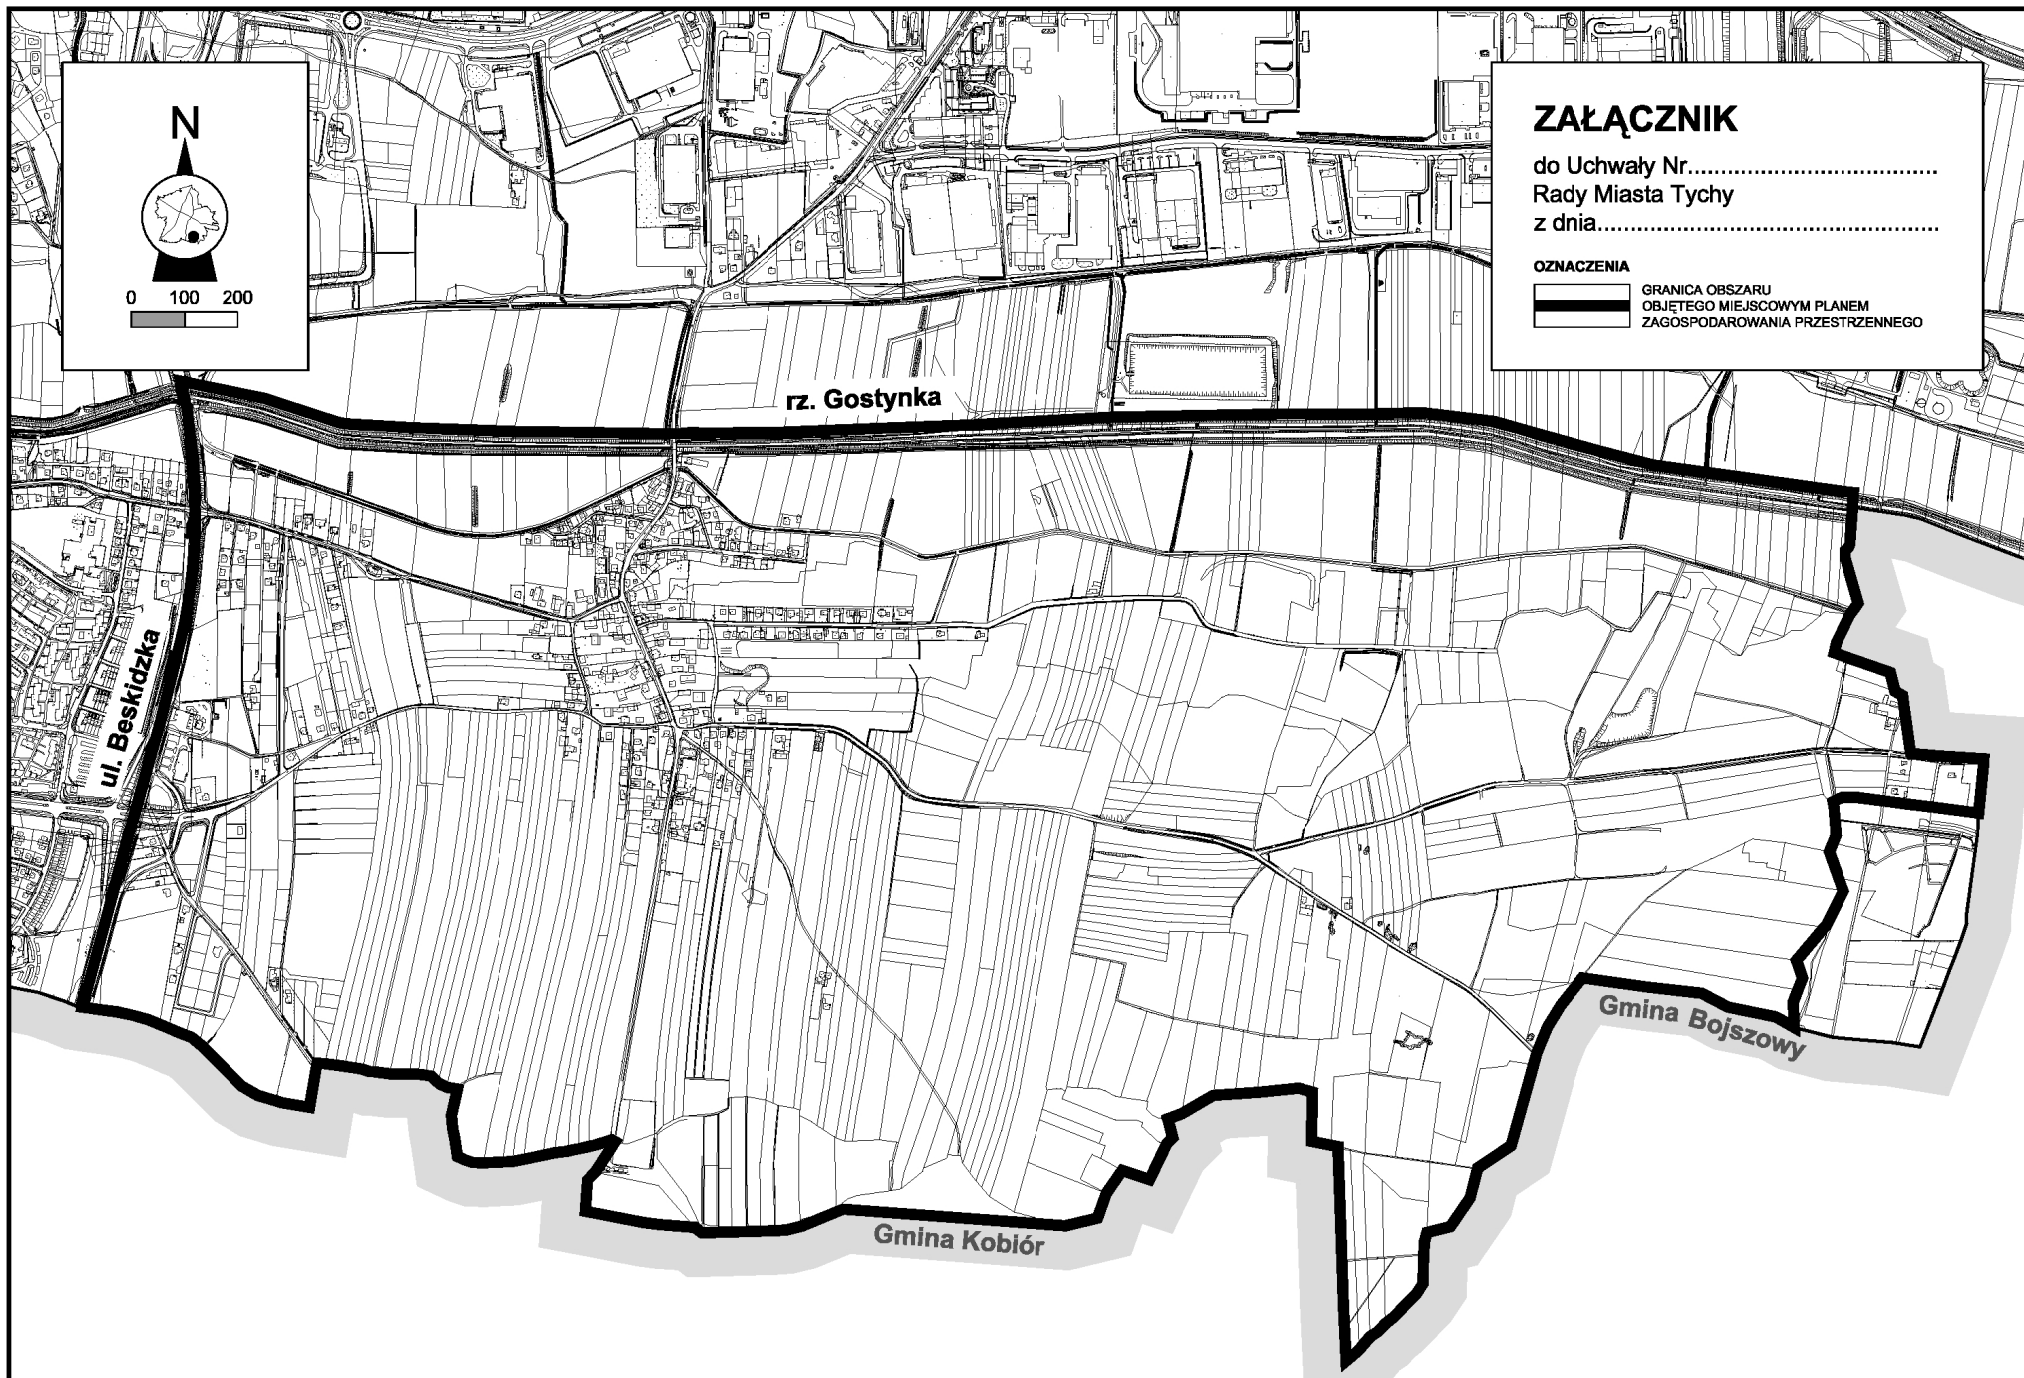 N
0 100 200
ZAŁĄCZNIK
do Uchwały Nr......................................
Rady Miasta Tychy
z dnia....................................................
OZNACZENIA
GRANICA OBSZARU
OBJĘTEGO MIEJSCOWYM PLANEM
ZAGOSPODAROWANIA PRZESTRZENNEGO
rz. Gostynka
ul. Beskidzka
Gmina Bojszowy
Gmina Kobiór